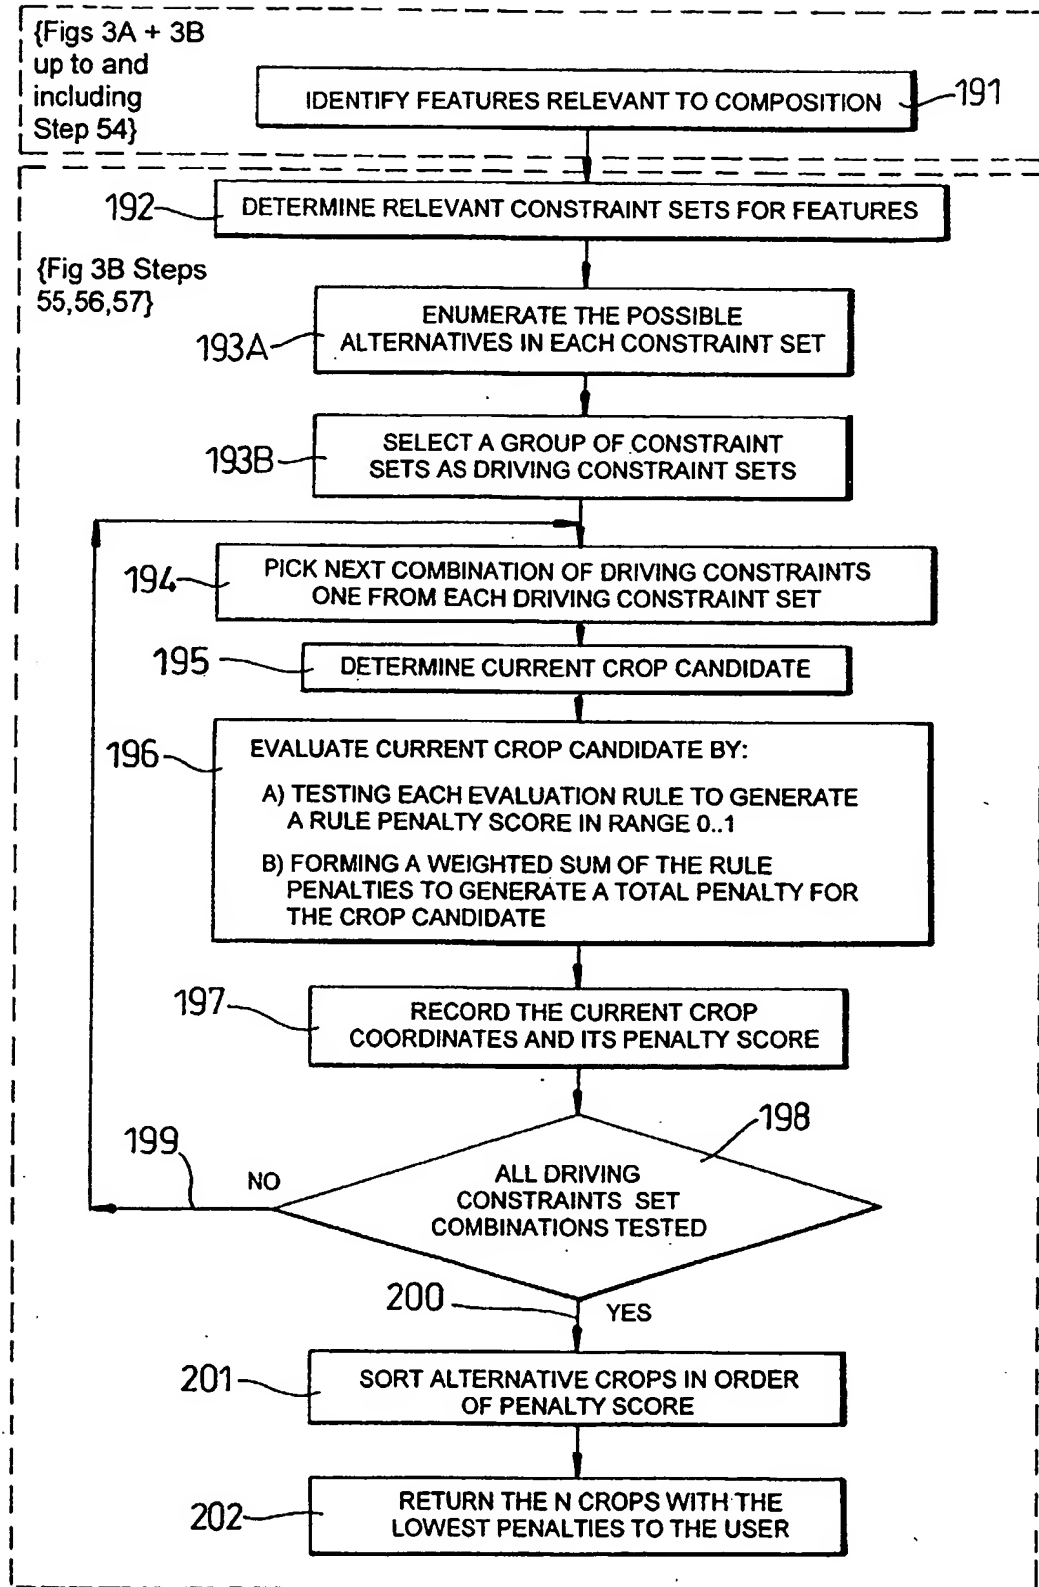 {Figs 3A + 3B
up to and
including
Step 54}
IDENTIFY FEATURES RELEVANT TO COMPOSITION
191
192
DETERMINE RELEVANT CONSTRAINT SETS FOR FEATURES
{Fig 3B Steps
55,56,57}
ENUMERATE THE POSSIBLE
ALTERNATIVES IN EACH CONSTRAINT SET
193A
SELECT A GROUP OF CONSTRAINT
SETS AS DRIVING CONSTRAINT SETS
193B
194
PICK NEXT COMBINATION OF DRIVING CONSTRAINTS
ONE FROM EACH DRIVING CONSTRAINT SET
195
DETERMINE CURRENT CROP CANDIDATE
196
EVALUATE CURRENT CROP CANDIDATE BY:
A) TESTING EACH EVALUATION RULE TO GENERATE
A RULE PENALTY SCORE IN RANGE 0..1
B) FORMING A WEIGHTED SUM OF THE RULE
PENALTIES TO GENERATE A TOTAL PENALTY FOR
THE CROP CANDIDATE
197
RECORD THE CURRENT CROP
COORDINATES AND ITS PENALTY SCORE
198
199
NO
ALL DRIVING
CONSTRAINTS SET
COMBINATIONS TESTED
200
YES
201
SORT ALTERNATIVE CROPS IN ORDER
OF PENALTY SCORE
202
RETURN THE N CROPS WITH THE
LOWEST PENALTIES TO THE USER